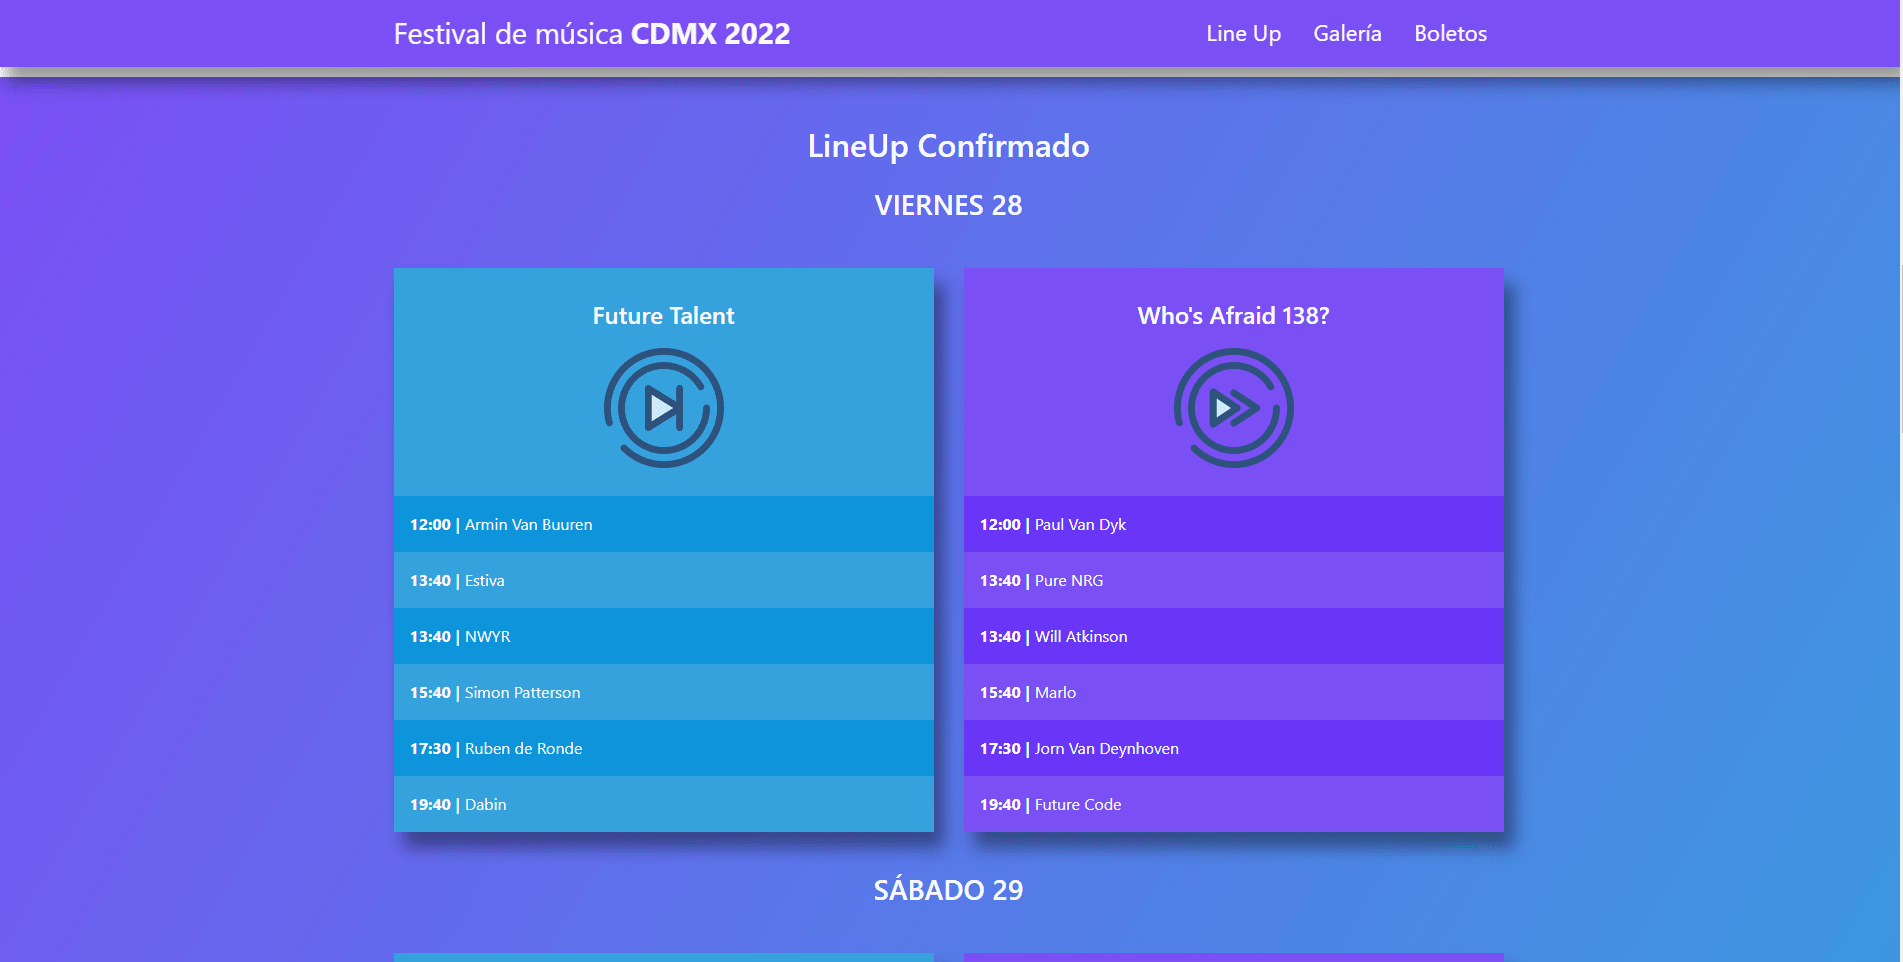 Festival de música CDMX 2022
Line Up Galería Boletos
LineUp Confirmado
VIERNES 28
Future Talent
12:00 | Armin Van Buuren
13:40 | Estiva
13:40 | NWYR
15:40 | Simon Patterson
17:30 | Ruben de Ronde
19:40 | Dabin
Who's Afraid 138?
12:00 | Paul Van Dyk
13:40 | Pure NRG
13:40 | Will Atkinson
15:40 | Marlo
17:30 | Jorn Van Deynhoven
19:40 | Future Code
SÁBADO 29